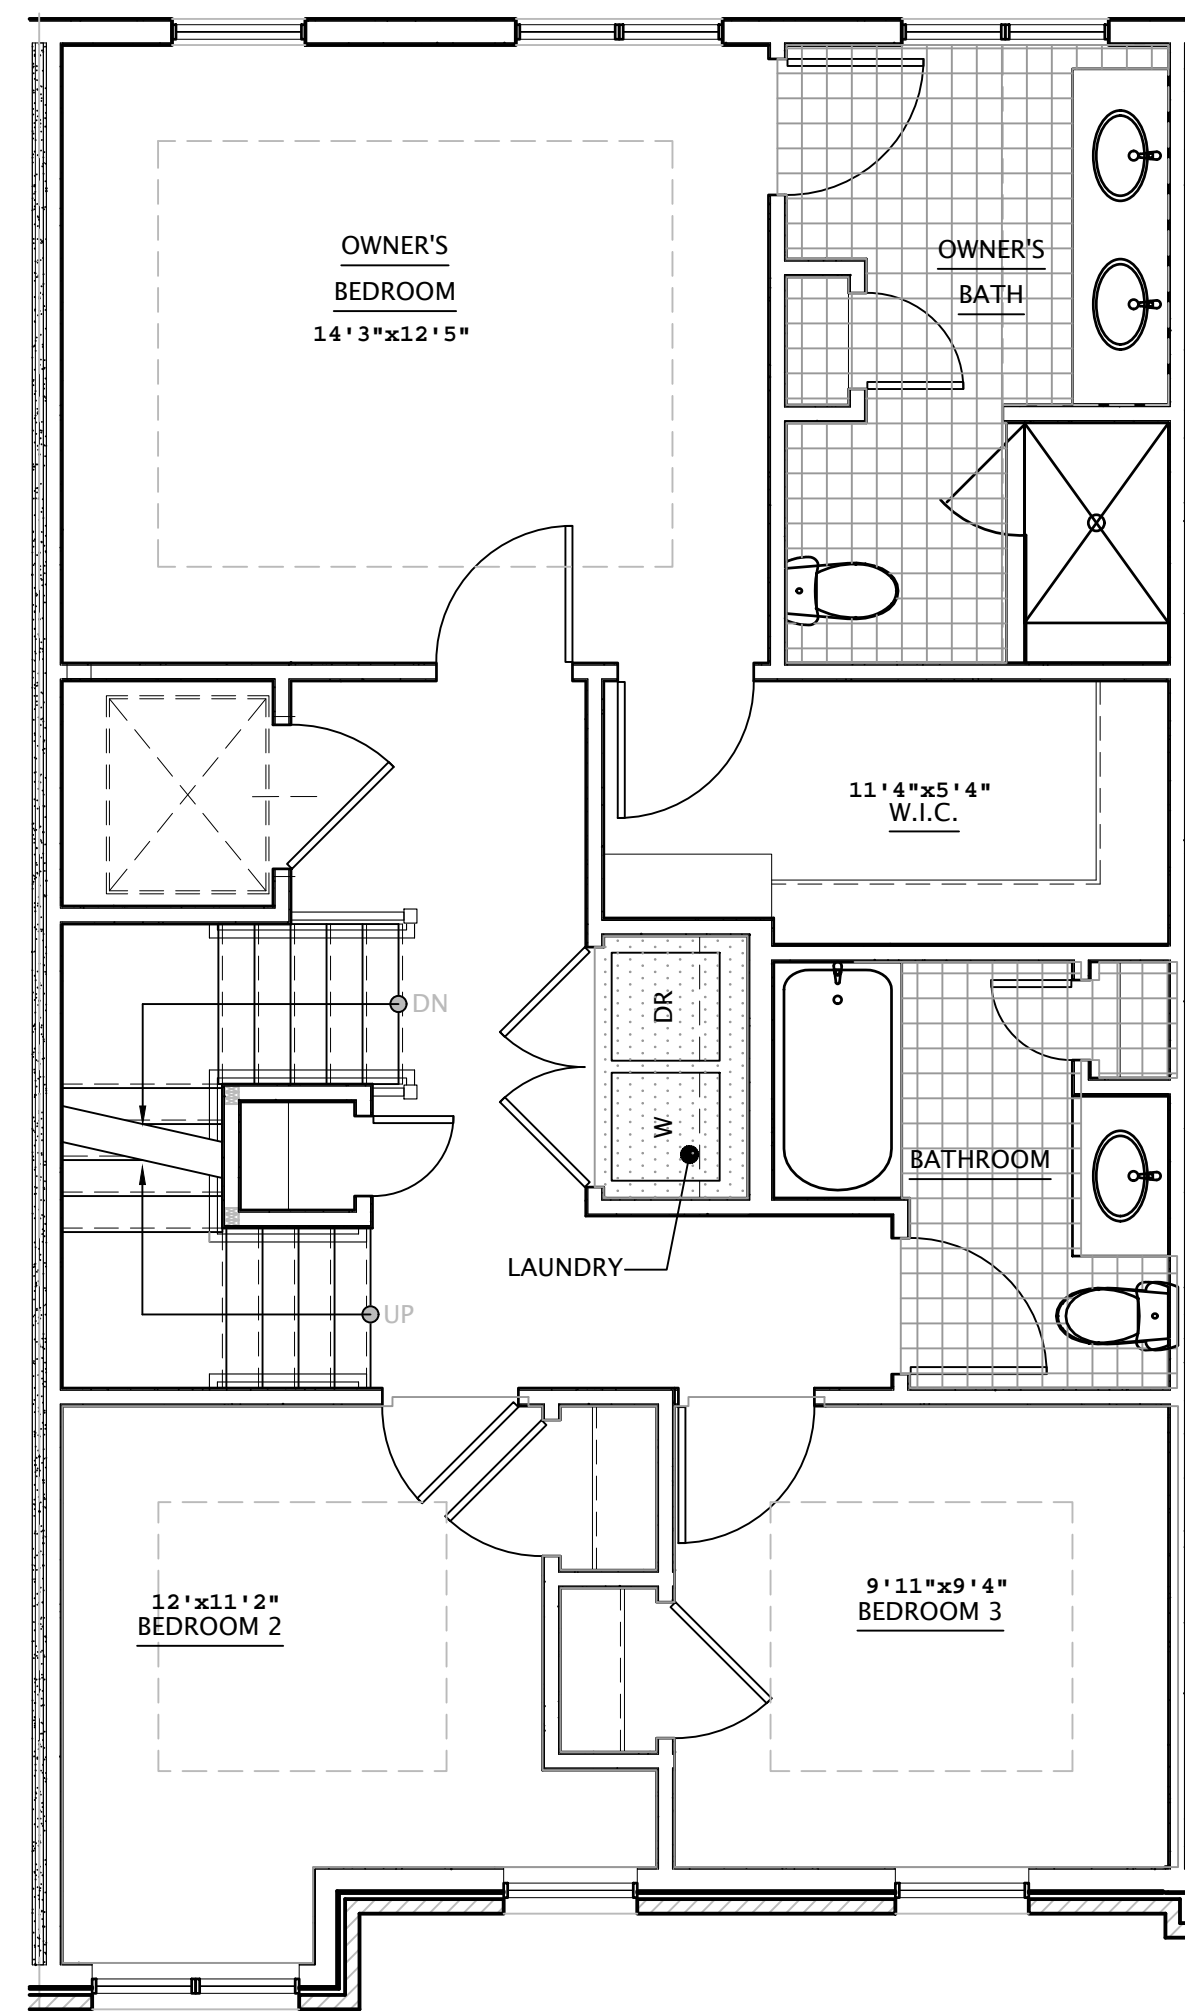 OWNER'S
BEDROOM
14'3"x12'5"
OWNER'S
BATH
11'4"x5'4"
W.I.C.
DN
DR
W
BATHROOM
LAUNDRY
UP
12'x11'2"
BEDROOM 2
9'11"x9'4"
BEDROOM 3